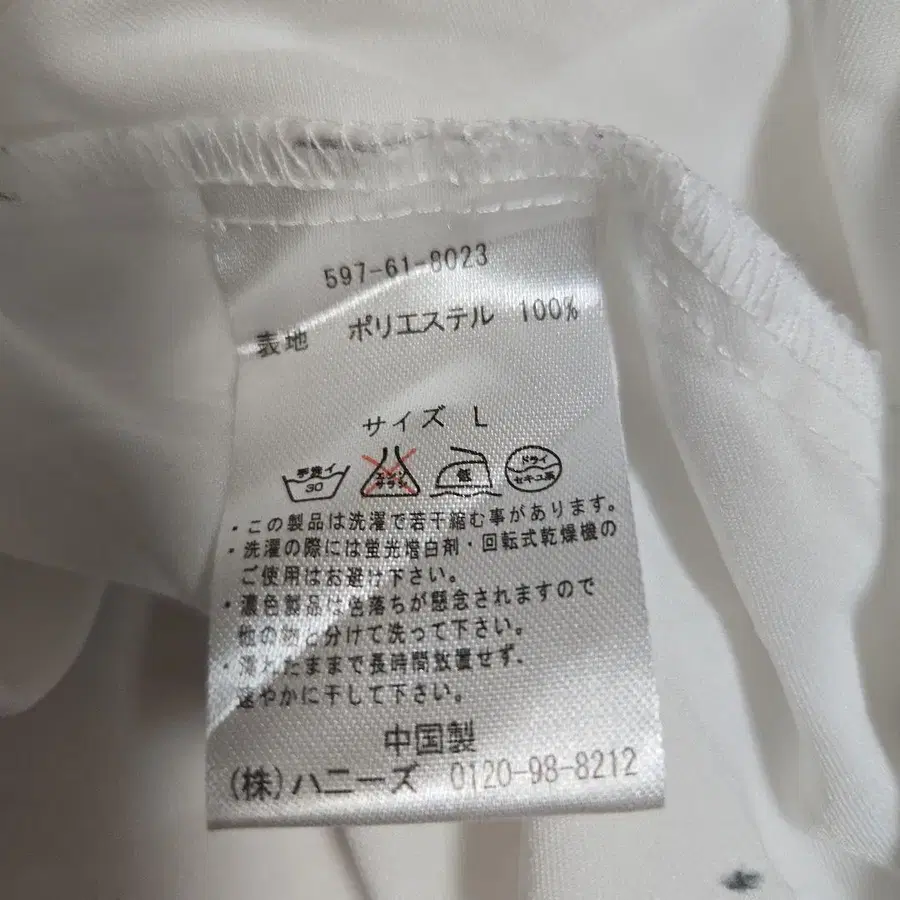 597-61-8023
表地 ポリエステル 100%
サイズ L
手洗イ 30 エンソ サラシ 低 ドライ セキユ系
・この製品は洗濯で若干縮む事があります。
・洗濯の際には蛍光増白剤・回転式乾燥機の
ご使用はお避け下さい。
・濃色製品は色落ちが懸念されますので
他の物と分けて洗って下さい。
・濡れたままで長時間放置せず、
速やかに干して下さい。
中国製
(株)ハニーズ 0120-98-8212